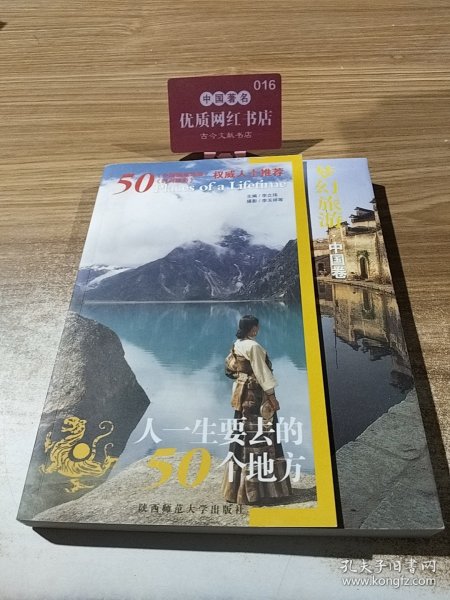 016
中国著名
优质网红书店
古今文献书店
50
权威人士推荐
Places of a Lifetime
主编/李立玮
摄影/李玉祥等
梦幻旅游
中国卷
人一生要去的
50个地方
陕西师范大学出版社
孔夫子旧书网
www.kongfz.com